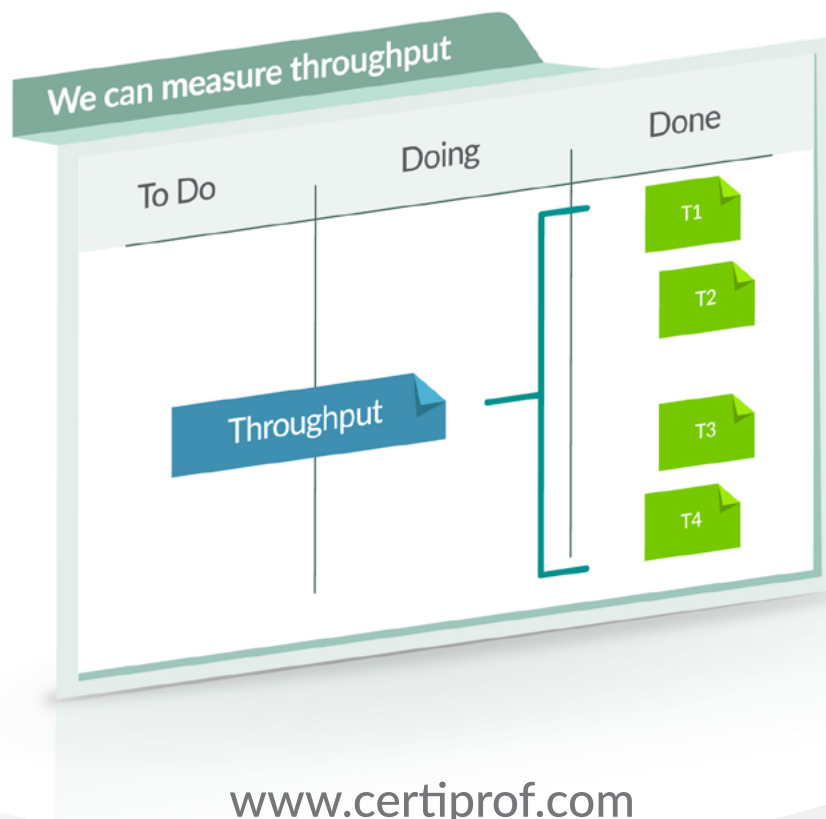 We can measure throughput
To Do
Doing
Done
T1
T2
Throughput
T3
T4
www.certiprof.com